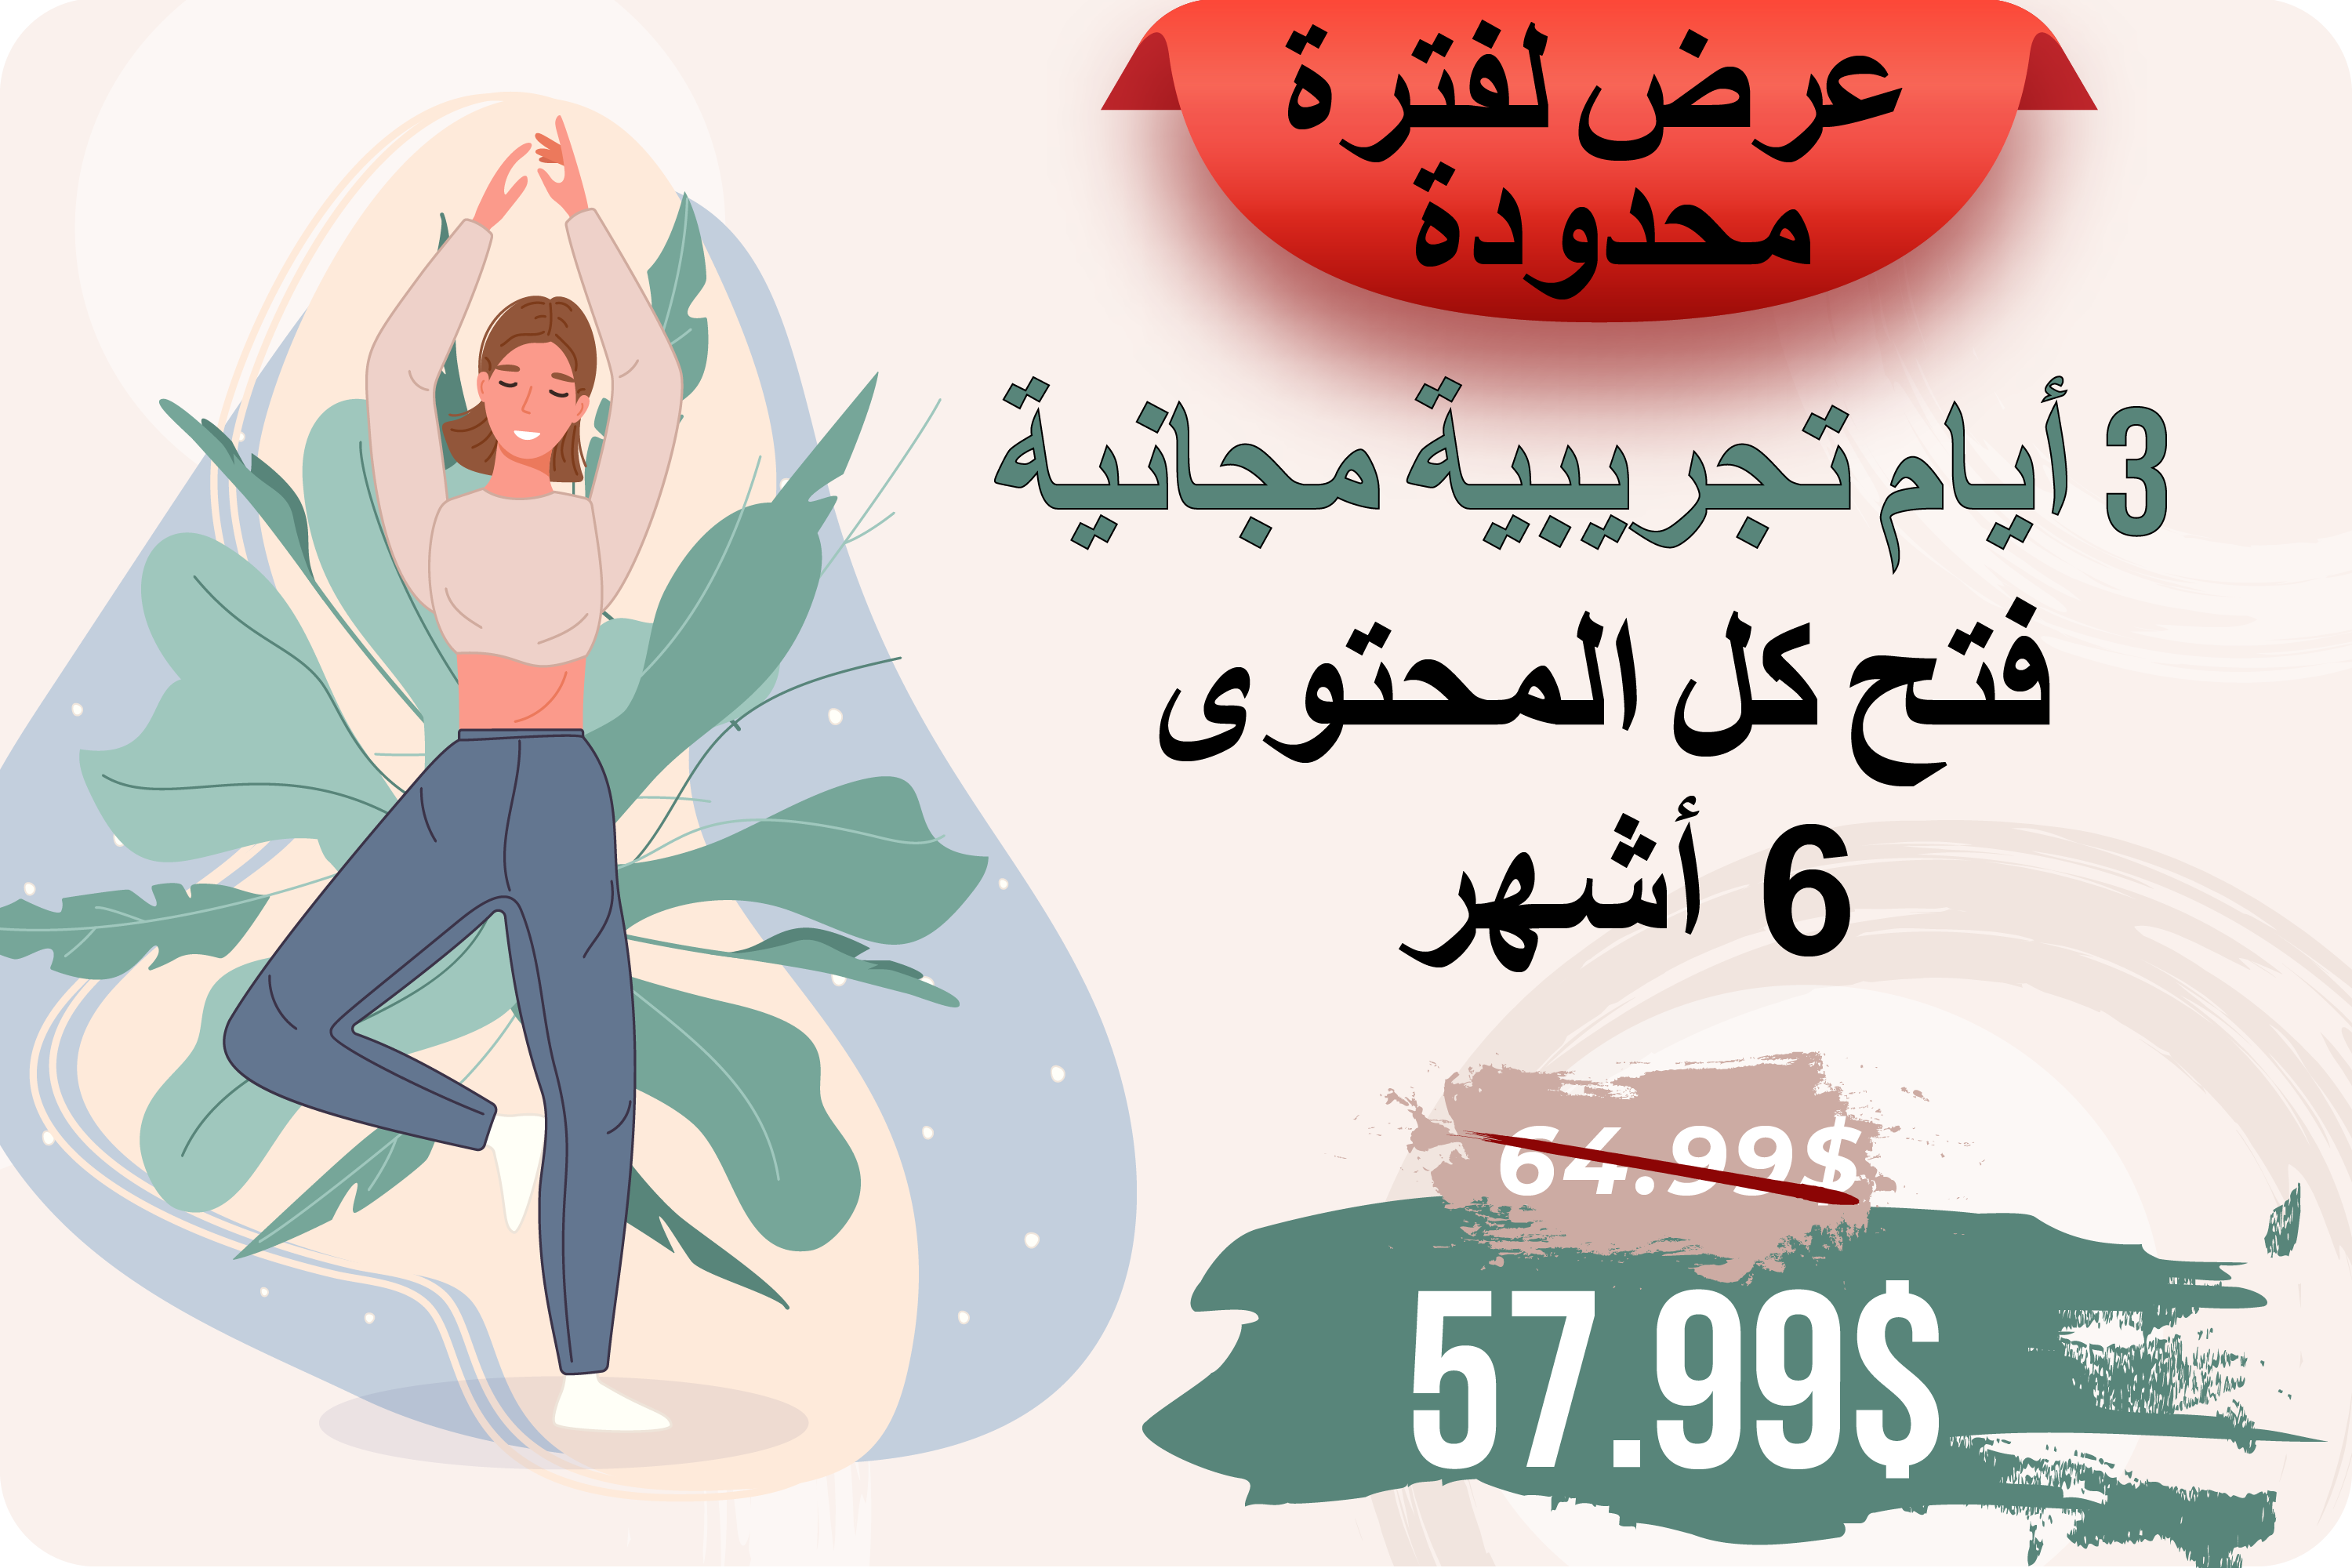 عرض لفترة
محدودة
3 أيام تجريبية مجانية
فتح كل المحتوى
6 أشهر
64.99$
57.99$